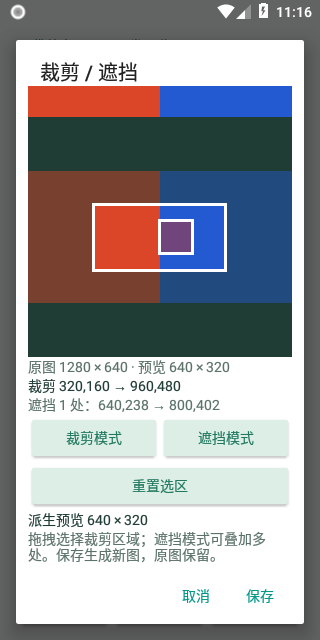 11:16
裁剪 / 遮挡
原图 1280 × 640 · 预览 640 × 320
裁剪 320,160 → 960,480
遮挡 1 处：640,238 → 800,402
裁剪模式
遮挡模式
重置选区
派生预览 640 × 320
拖拽选择裁剪区域；遮挡模式可叠加多
处。保存生成新图，原图保留。
取消
保存